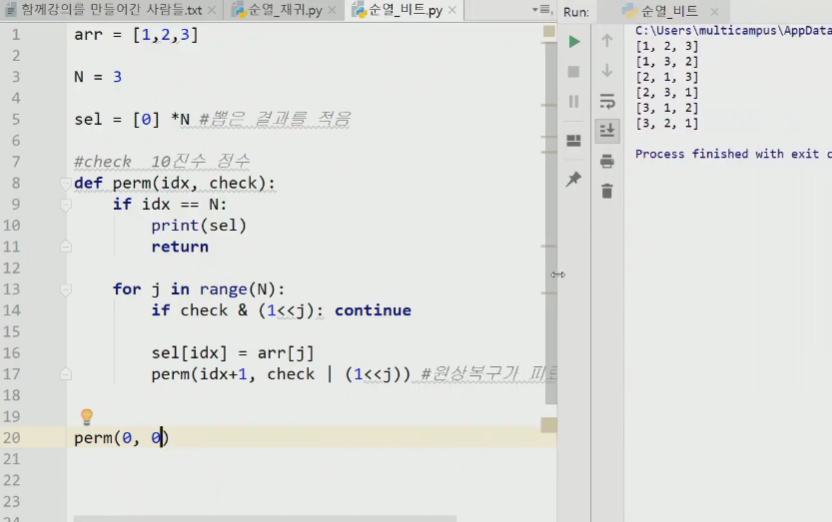 함께강의를 만들어간 사람들.txt
순열_재귀.py
순열_비트.py
Run:
순열_비트
1 arr = [1,2,3]
2
3 N = 3
4
5 sel = [0] *N #뽑은 결과를 적음
6
7 #check 10진수 정수
8 def perm(idx, check):
9 if idx == N:
10 print(sel)
11 return
12
13 for j in range(N):
14 if check & (1<<j): continue
15
16 sel[idx] = arr[j]
17 perm(idx+1, check | (1<<j)) #원상복구가
18
19
20 perm(0, 0)
21
22
23
24
C:\Users\multicampus\AppData
[1, 2, 3]
[1, 3, 2]
[2, 1, 3]
[2, 3, 1]
[3, 1, 2]
[3, 2, 1]
Process finished with exit